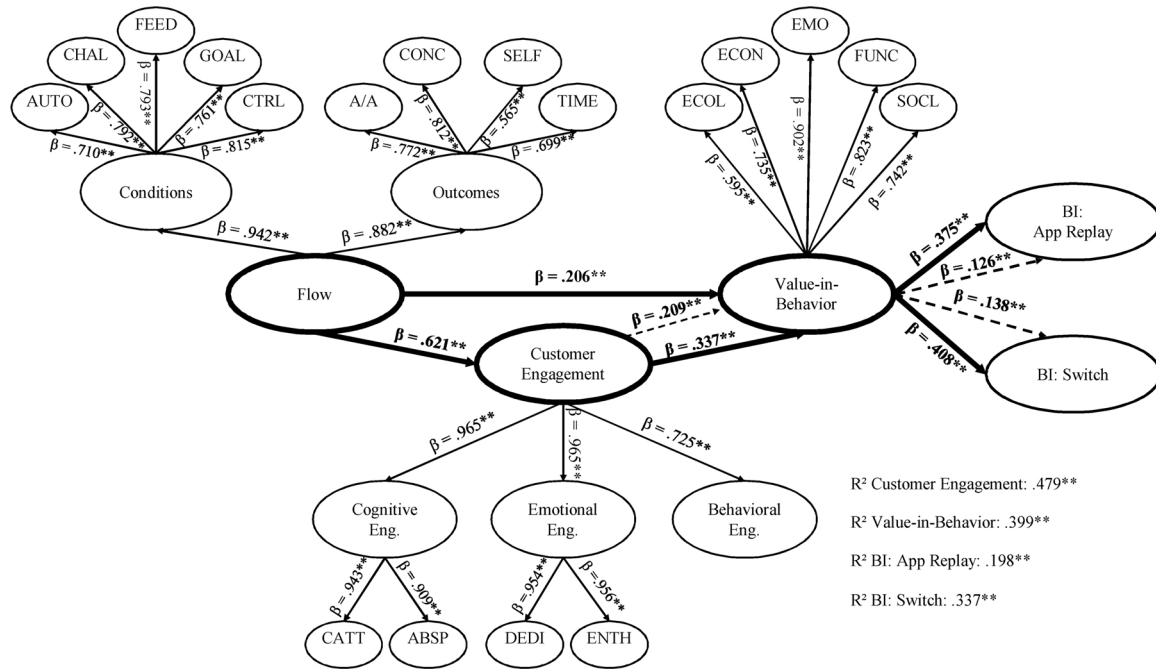 FEED
CHAL
GOAL
AUTO
CTRL
β = .710**
β = .792**
β = .793**
β = .761**
β = .815**
Conditions
CONC
SELF
A/A
TIME
β = .772**
β = .812**
β = .565**
β = .699**
Outcomes
EMO
ECON
FUNC
ECOL
SOCL
β = .595**
β = .735**
β = .902**
β = .823**
β = .742**
β = .942**
β = .882**
Flow
β = .206**
Value-in-
Behavior
β = .621**
β = .209**
β = .337**
Customer
Engagement
β = .375**
β = .126**
β = .138**
β = .408**
BI:
App Replay
BI: Switch
β = .965**
β = .965**
β = .725**
Cognitive
Eng.
Emotional
Eng.
Behavioral Eng.
β = .943**
β = .909**
β = .954**
β = .956**
CATT
ABSP
DEDI
ENTH
R² Customer Engagement: .479**
R² Value-in-Behavior: .399**
R² BI: App Replay: .198**
R² BI: Switch: .337**